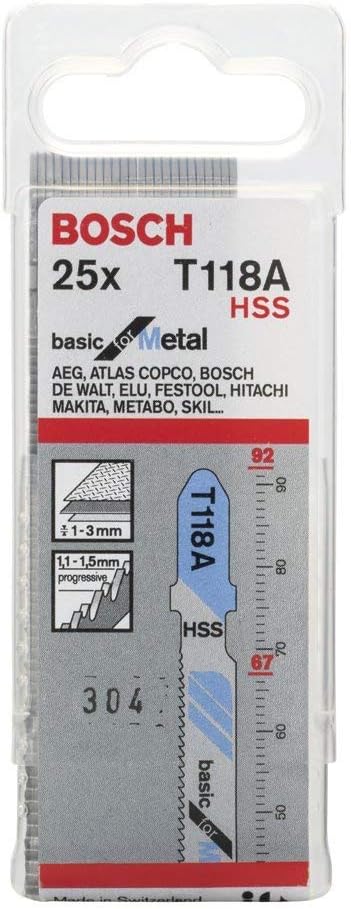 BOSCH
25x T118A
HSS
basic for Metal
AEG, ATLAS COPCO, BOSCH
DE WALT, ELU, FESTOOL, HITACHI
MAKITA, METABO, SKIL...
92
90
1-3mm
T118A
1,1-1,5mm
progressive
80
HSS
70
67
304
60
basic for M
50
Made in Switzerland